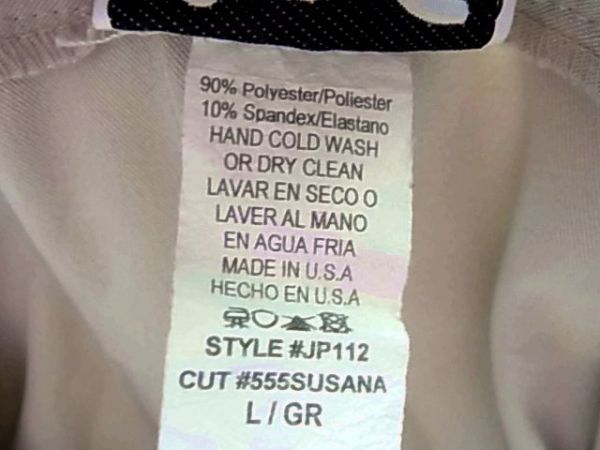 90% Polyester/Poliester
10% Spandex/Elastano
HAND COLD WASH
OR DRY CLEAN
LAVAR EN SECO O
LAVER AL MANO
EN AGUA FRIA
MADE IN U.S.A
HECHO EN U.S.A
STYLE #JP112
CUT #555SUSANA
L / GR